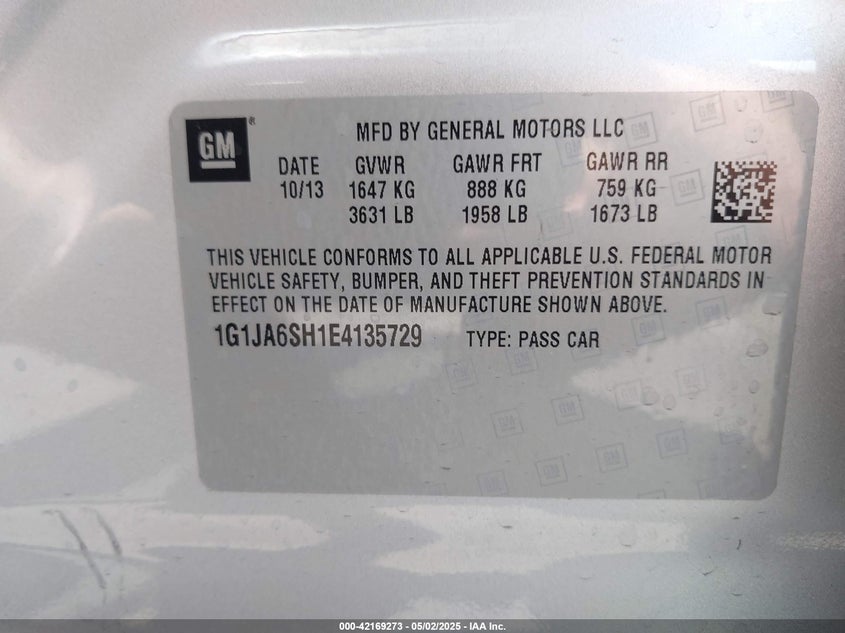 GM ®
MFD BY GENERAL MOTORS LLC
DATE GVWR GAWR FRT GAWR RR
10/13 1647 KG 888 KG 759 KG
3631 LB 1958 LB 1673 LB
THIS VEHICLE CONFORMS TO ALL APPLICABLE U.S. FEDERAL MOTOR
VEHICLE SAFETY, BUMPER, AND THEFT PREVENTION STANDARDS IN
EFFECT ON THE DATE OF MANUFACTURE SHOWN ABOVE.
1G1JA6SH1E4135729 TYPE: PASS CAR
000-42169273 - 05/02/2025 - IAA Inc.